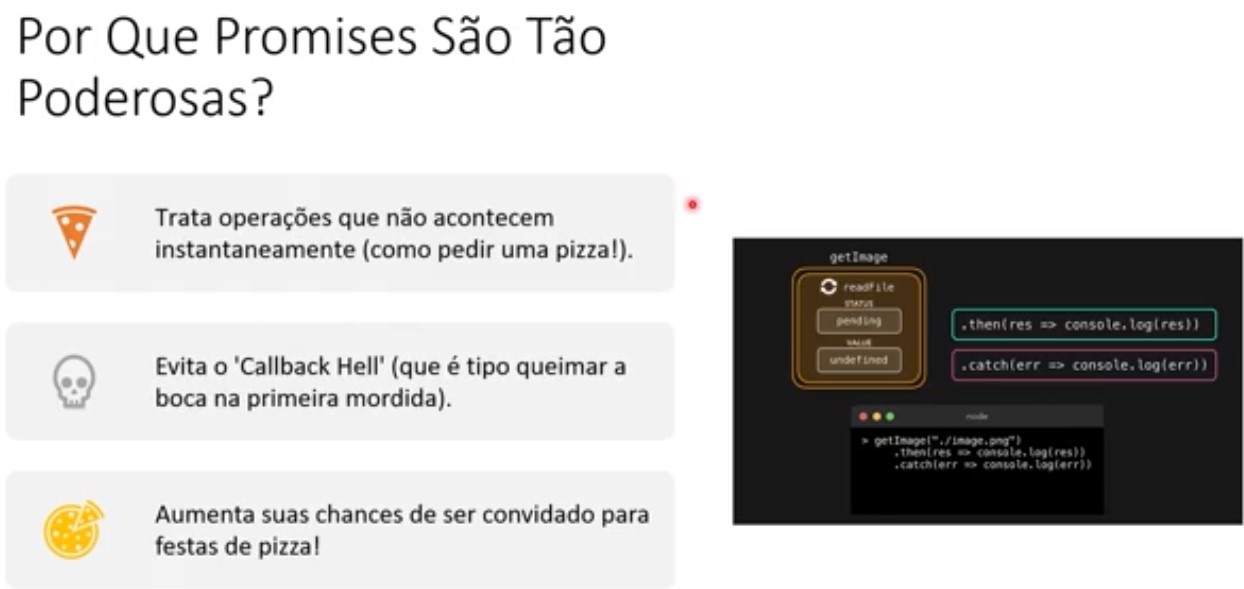 Por Que Promises São Tão
Poderosas?
Trata operações que não acontecem
instantaneamente (como pedir uma pizza!).
Evita o 'Callback Hell' (que é tipo queimar a
boca na primeira mordida).
Aumenta suas chances de ser convidado para
festas de pizza!
getImage
readfile
STATUS
pending
VALUE
undefined
.then(res => console.log(res))
.catch(err => console.log(err))
node
> getImage("./image.png")
.then(res => console.log(res))
.catch(err => console.log(err))